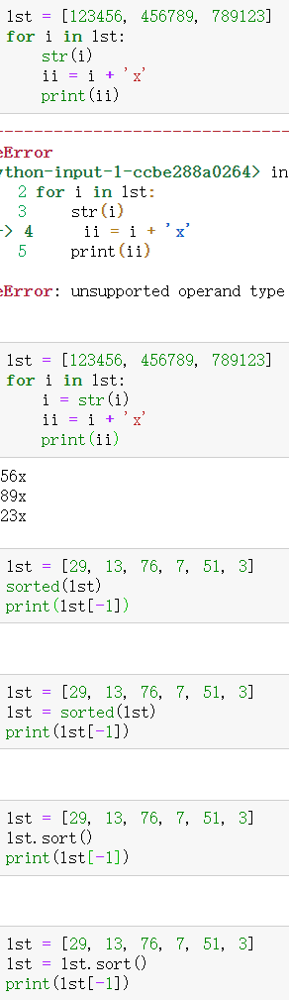 lst = [123456, 456789, 789123]
for i in lst:
    str(i)
    ii = i + 'x'
    print(ii)
eError
ython-input-1-ccbe288a0264> in
2 for i in lst:
3     str(i)
-> 4     ii = i + 'x'
5     print(ii)
eError: unsupported operand type
lst = [123456, 456789, 789123]
for i in lst:
    i = str(i)
    ii = i + 'x'
    print(ii)
56x
89x
23x
lst = [29, 13, 76, 7, 51, 3]
sorted(lst)
print(lst[-1])
lst = [29, 13, 76, 7, 51, 3]
lst = sorted(lst)
print(lst[-1])
lst = [29, 13, 76, 7, 51, 3]
lst.sort()
print(lst[-1])
lst = [29, 13, 76, 7, 51, 3]
lst = lst.sort()
print(lst[-1])